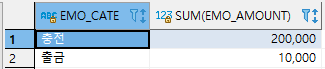 EMO_CATE SUM(EMO_AMOUNT)
1 충전 200,000
2 출금 10,000